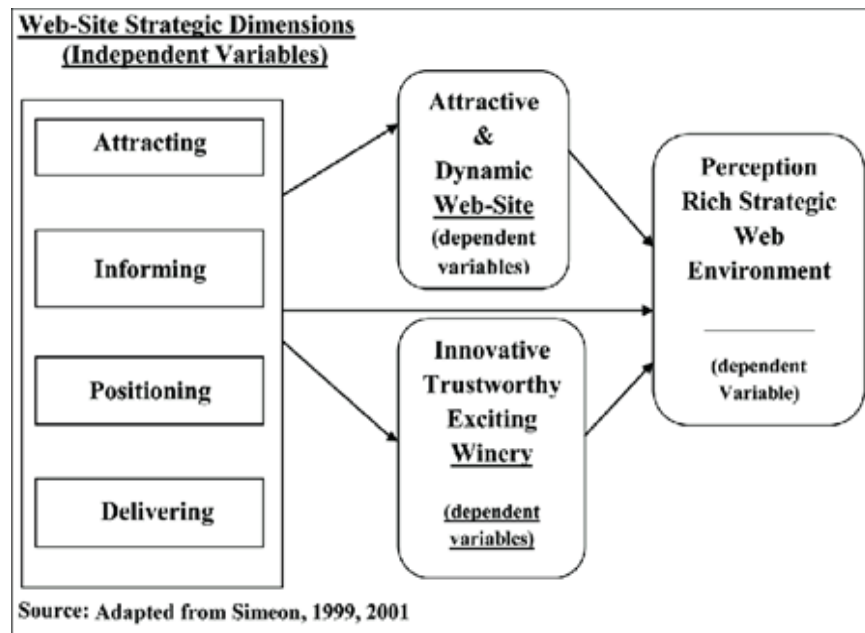 Web-Site Strategic Dimensions
(Independent Variables)
Attracting
Informing
Positioning
Delivering
Attractive
&
Dynamic
Web-Site
(dependent
variables)
Innovative
Trustworthy
Exciting
Winery
(dependent
variables)
Perception
Rich Strategic
Web
Environment
(dependent
Variable)
Source: Adapted from Simeon, 1999, 2001